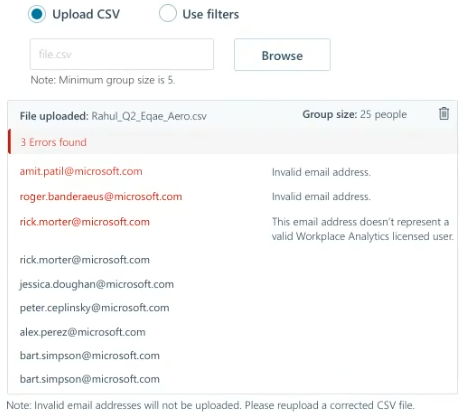 Upload CSV Use filters
file.csv Browse
Note: Minimum group size is 5.
File uploaded: Rahul_Q2_Eqae_Aero.csv Group size: 25 people
3 Errors found
amit.patil@microsoft.com Invalid email address.
roger.banderaeus@microsoft.com Invalid email address.
rick.morter@microsoft.com This email address doesn't represent a
valid Workplace Analytics licensed user.
rick.morter@microsoft.com
jessica.doughan@microsoft.com
peter.ceplinsky@microsoft.com
alex.perez@microsoft.com
bart.simpson@microsoft.com
bart.simpson@microsoft.com
Note: Invalid email addresses will not be uploaded. Please reupload a corrected CSV file.